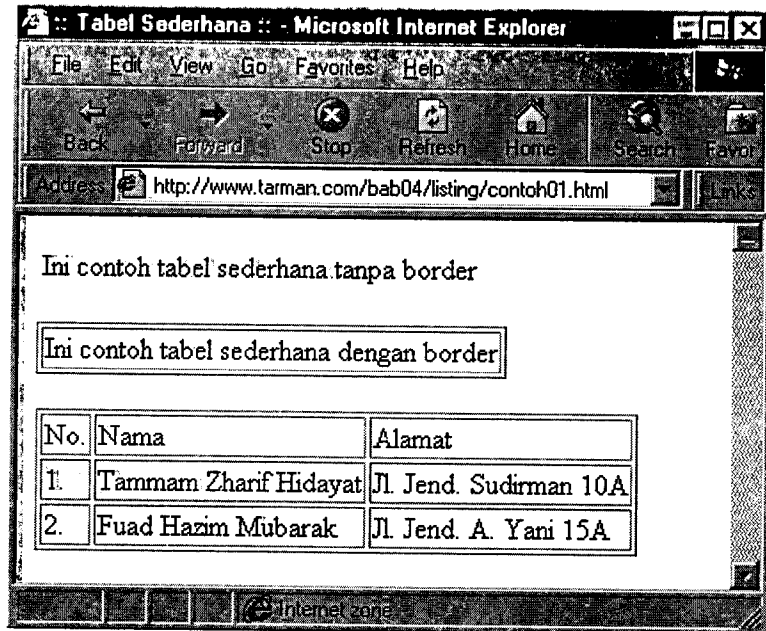 :: Tabel Sederhana :: - Microsoft Internet Explorer
File Edit View Go Favorites Help
Back Forward Stop Refresh Home Search Favor
Address http://www.tarman.com/bab04/listing/contoh01.html Links
Ini contoh tabel sederhana tanpa border
Ini contoh tabel sederhana dengan border
No. Nama Alamat
1. Tammam Zharif Hidayat Jl. Jend. Sudirman 10A
2. Fuad Hazim Mubarak Jl. Jend. A. Yani 15A
Internet zone